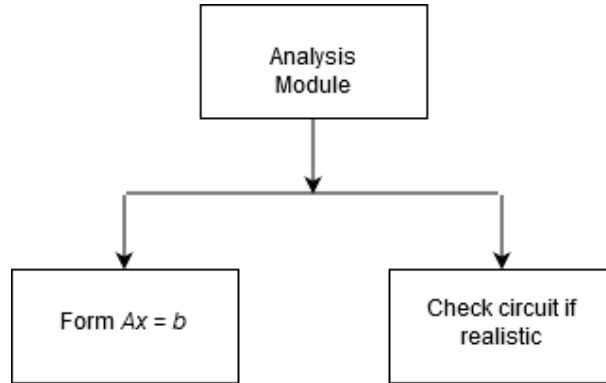 Analysis
Module
Form Ax = b
Check circuit if
realistic